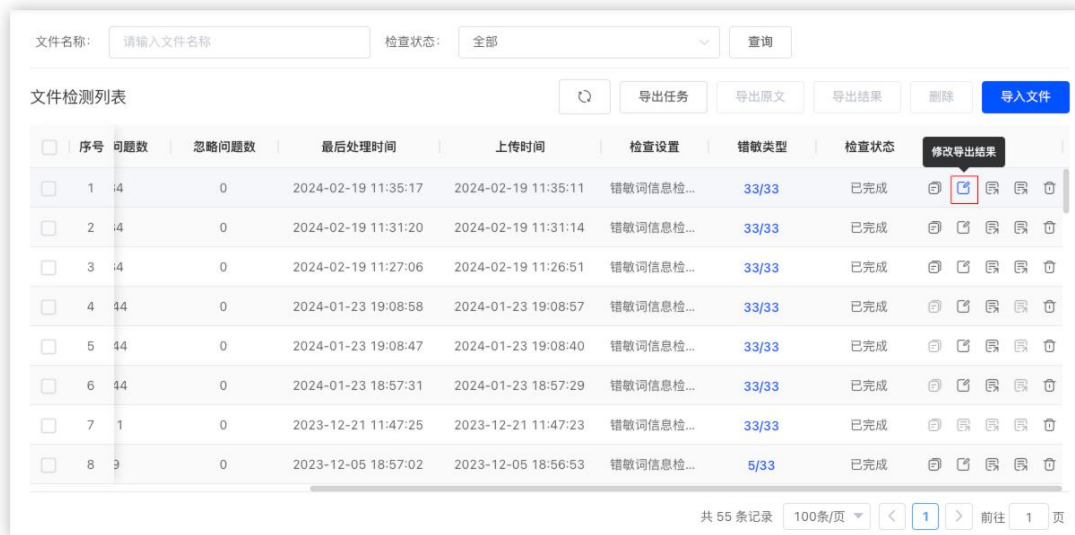 文件名称： 请输入文件名称 检查状态： 全部 查询
文件检测列表 导出任务 导出原文 导出结果 删除 导入文件
序号 问题数 忽略问题数 最后处理时间 上传时间 检查设置 错敏类型 检查状态 修改导出结果
1 34 0 2024-02-19 11:35:17 2024-02-19 11:35:11 错敏词信息检... 33/33 已完成
2 34 0 2024-02-19 11:31:20 2024-02-19 11:31:14 错敏词信息检... 33/33 已完成
3 34 0 2024-02-19 11:27:06 2024-02-19 11:26:51 错敏词信息检... 33/33 已完成
4 44 0 2024-01-23 19:08:58 2024-01-23 19:08:57 错敏词信息检... 33/33 已完成
5 44 0 2024-01-23 19:08:47 2024-01-23 19:08:40 错敏词信息检... 33/33 已完成
6 44 0 2024-01-23 18:57:31 2024-01-23 18:57:29 错敏词信息检... 33/33 已完成
7 1 0 2023-12-21 11:47:25 2023-12-21 11:47:23 错敏词信息检... 33/33 已完成
8 9 0 2023-12-05 18:57:02 2023-12-05 18:56:53 错敏词信息检... 5/33 已完成
共 55 条记录 100条/页 1 前往 1 页